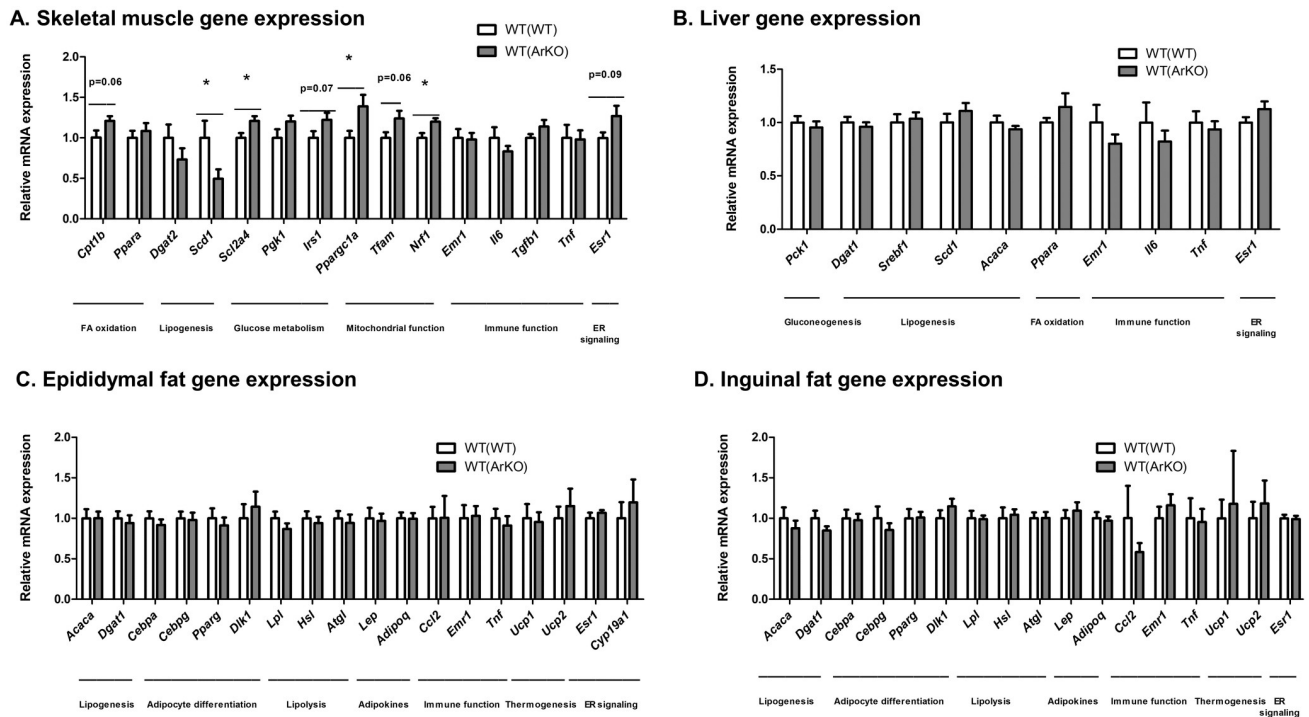 A. Skeletal muscle gene expression
WT(WT)
WT(ArKO)
Relative mRNA expression
2.0
1.5
1.0
0.5
0.0
p=0.06
*
*
p=0.07
*
p=0.06
*
p=0.09
Cpt1b
Ppara
Dgat2
Scd1
Scl2a4
Pgk1
Irs1
Ppargc1a
Tfam
Nrf1
Emr1
Il6
Tgfb1
Tnf
Esr1
FA oxidation
Lipogenesis
Glucose metabolism
Mitochondrial function
Immune function
ER
signaling
B. Liver gene expression
WT(WT)
WT(ArKO)
Relative mRNA expression
1.5
1.0
0.5
0.0
Pck1
Dgat1
Srebf1
Scd1
Acaca
Ppara
Emr1
Il6
Tnf
Esr1
Gluconeogenesis
Lipogenesis
FA oxidation
Immune function
ER
signaling
C. Epididymal fat gene expression
WT(WT)
WT(ArKO)
Relative mRNA expression
2.0
1.5
1.0
0.5
0.0
Acaca
Dgat1
Cebpa
Cebpg
Pparg
Dlk1
Lpl
Hsl
Atgl
Lep
Adipoq
Ccl2
Emr1
Tnf
Ucp1
Ucp2
Esr1
Cyp19a1
Lipogenesis
Adipocyte differentiation
Lipolysis
Adipokines
Immune function
Thermogenesis
ER signaling
D. Inguinal fat gene expression
WT(WT)
WT(ArKO)
Relative mRNA expression
2.0
1.5
1.0
0.5
0.0
Acaca
Dgat1
Cebpa
Cebpg
Pparg
Dlk1
Lpl
Hsl
Atgl
Lep
Adipoq
Ccl2
Emr1
Tnf
Ucp1
Ucp2
Esr1
Lipogenesis
Adipocyte differentiation
Lipolysis
Adipokines
Immune function
Thermogenesis
ER
signaling